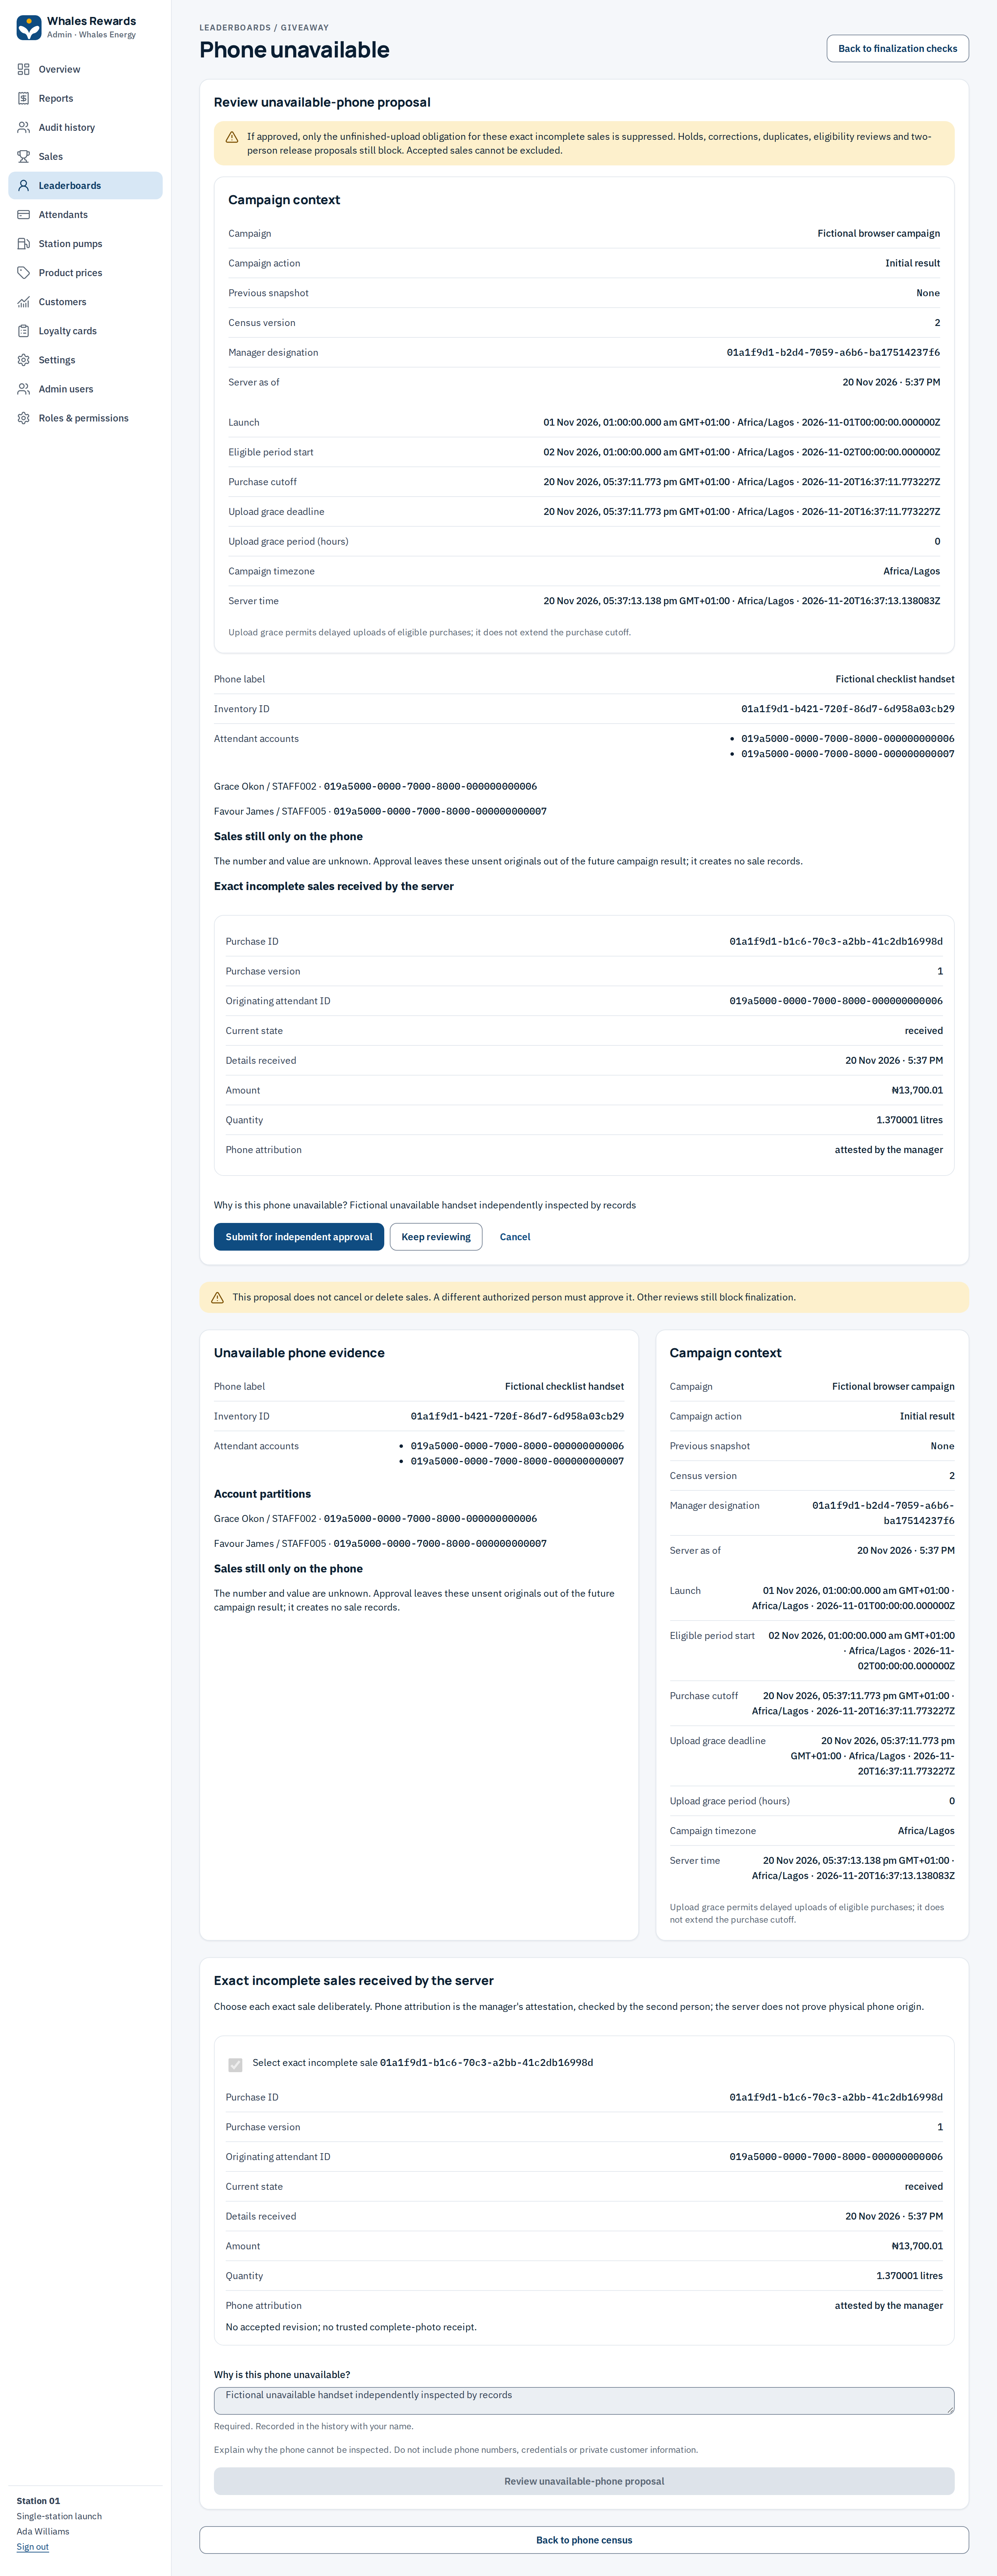 Whales Rewards
Admin · Whales Energy
Overview
Reports
Audit history
Sales
Leaderboards
Attendants
Station pumps
Product prices
Customers
Loyalty cards
Settings
Admin users
Roles & permissions
Station 01
Single-station launch
Ada Williams
Sign out
LEADERBOARDS / GIVEAWAY
Phone unavailable
Back to finalization checks
Review unavailable-phone proposal
If approved, only the unfinished-upload obligation for these exact incomplete sales is suppressed. Holds, corrections, duplicates, eligibility reviews and two-
person release proposals still block. Accepted sales cannot be excluded.
Campaign context
Campaign Fictional browser campaign
Campaign action Initial result
Previous snapshot None
Census version 2
Manager designation 01a1f9d1-b2d4-7059-a6b6-ba17514237f6
Server as of 20 Nov 2026 · 5:37 PM
Launch 01 Nov 2026, 01:00:00.000 am GMT+01:00 · Africa/Lagos · 2026-11-01T00:00:00.000000Z
Eligible period start 02 Nov 2026, 01:00:00.000 am GMT+01:00 · Africa/Lagos · 2026-11-02T00:00:00.000000Z
Purchase cutoff 20 Nov 2026, 05:37:11.773 pm GMT+01:00 · Africa/Lagos · 2026-11-20T16:37:11.773227Z
Upload grace deadline 20 Nov 2026, 05:37:11.773 pm GMT+01:00 · Africa/Lagos · 2026-11-20T16:37:11.773227Z
Upload grace period (hours) 0
Campaign timezone Africa/Lagos
Server time 20 Nov 2026, 05:37:13.138 pm GMT+01:00 · Africa/Lagos · 2026-11-20T16:37:13.138083Z
Upload grace permits delayed uploads of eligible purchases; it does not extend the purchase cutoff.
Phone label Fictional checklist handset
Inventory ID 01a1f9d1-b421-720f-86d7-6d958a03cb29
Attendant accounts • 019a5000-0000-7000-8000-000000000006
• 019a5000-0000-7000-8000-000000000007
Grace Okon / STAFF002 · 019a5000-0000-7000-8000-000000000006
Favour James / STAFF005 · 019a5000-0000-7000-8000-000000000007
Sales still only on the phone
The number and value are unknown. Approval leaves these unsent originals out of the future campaign result; it creates no sale records.
Exact incomplete sales received by the server
Purchase ID 01a1f9d1-b1c6-70c3-a2bb-41c2db16998d
Purchase version 1
Originating attendant ID 019a5000-0000-7000-8000-000000000006
Current state received
Details received 20 Nov 2026 · 5:37 PM
Amount ₦13,700.01
Quantity 1.370001 litres
Phone attribution attested by the manager
Why is this phone unavailable? Fictional unavailable handset independently inspected by records
Submit for independent approval
Keep reviewing
Cancel
This proposal does not cancel or delete sales. A different authorized person must approve it. Other reviews still block finalization.
Unavailable phone evidence
Phone label Fictional checklist handset
Inventory ID 01a1f9d1-b421-720f-86d7-6d958a03cb29
Attendant accounts • 019a5000-0000-7000-8000-000000000006
• 019a5000-0000-7000-8000-000000000007
Account partitions
Grace Okon / STAFF002 · 019a5000-0000-7000-8000-000000000006
Favour James / STAFF005 · 019a5000-0000-7000-8000-000000000007
Sales still only on the phone
The number and value are unknown. Approval leaves these unsent originals out of the future
campaign result; it creates no sale records.
Campaign context
Campaign Fictional browser campaign
Campaign action Initial result
Previous snapshot None
Census version 2
Manager designation 01a1f9d1-b2d4-7059-a6b6-
ba17514237f6
Server as of 20 Nov 2026 · 5:37 PM
Launch 01 Nov 2026, 01:00:00.000 am GMT+01:00 ·
Africa/Lagos · 2026-11-01T00:00:00.000000Z
Eligible period start 02 Nov 2026, 01:00:00.000 am GMT+01:00
· Africa/Lagos · 2026-11-
02T00:00:00.000000Z
Purchase cutoff 20 Nov 2026, 05:37:11.773 pm GMT+01:00 ·
Africa/Lagos · 2026-11-20T16:37:11.773227Z
Upload grace deadline 20 Nov 2026, 05:37:11.773 pm
GMT+01:00 · Africa/Lagos · 2026-11-
20T16:37:11.773227Z
Upload grace period (hours) 0
Campaign timezone Africa/Lagos
Server time 20 Nov 2026, 05:37:13.138 pm GMT+01:00 ·
Africa/Lagos · 2026-11-20T16:37:13.138083Z
Upload grace permits delayed uploads of eligible purchases; it does
not extend the purchase cutoff.
Exact incomplete sales received by the server
Choose each exact sale deliberately. Phone attribution is the manager's attestation, checked by the second person; the server does not prove physical phone origin.
Select exact incomplete sale 01a1f9d1-b1c6-70c3-a2bb-41c2db16998d
Purchase ID 01a1f9d1-b1c6-70c3-a2bb-41c2db16998d
Purchase version 1
Originating attendant ID 019a5000-0000-7000-8000-000000000006
Current state received
Details received 20 Nov 2026 · 5:37 PM
Amount ₦13,700.01
Quantity 1.370001 litres
Phone attribution attested by the manager
No accepted revision; no trusted complete-photo receipt.
Why is this phone unavailable?
Fictional unavailable handset independently inspected by records
Required. Recorded in the history with your name.
Explain why the phone cannot be inspected. Do not include phone numbers, credentials or private customer information.
Review unavailable-phone proposal
Back to phone census